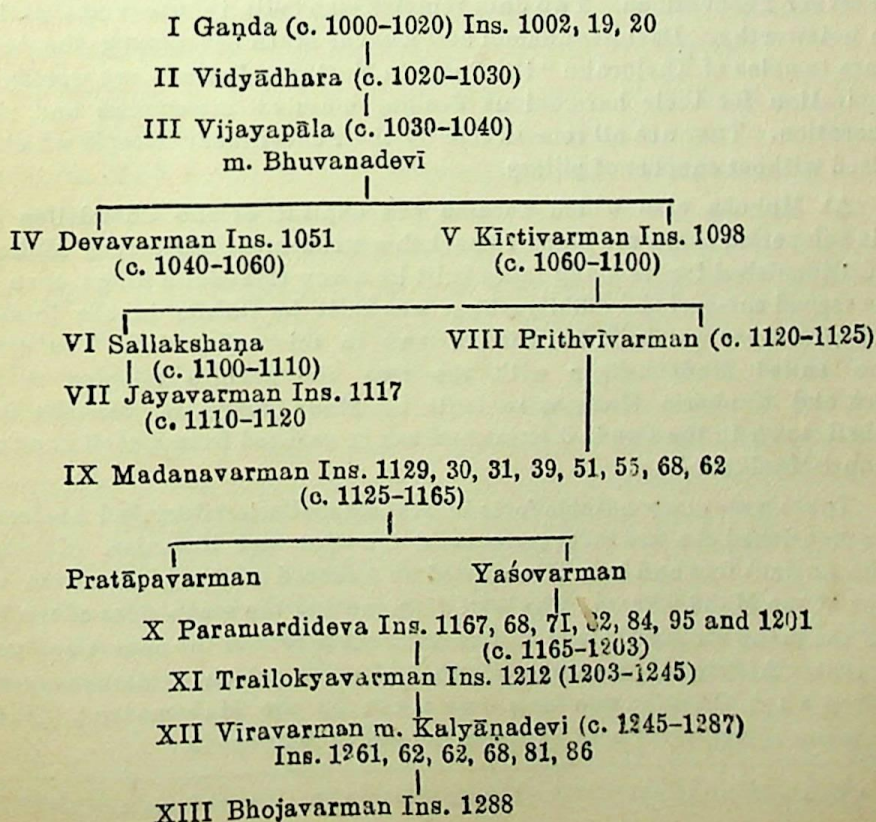 I Gaṇḍa (c. 1000-1020) Ins. 1002, 19, 20
II Vidyādhara (c. 1020-1030)
III Vijayapāla (c. 1030-1040)
m. Bhuvanadevī
IV Devavarman Ins. 1051 V Kīrtivarman Ins. 1098
(c. 1040-1060) (c. 1060-1100)
VI Sallakshaṇa VIII Prithvīvarman (c. 1120-1125)
(c. 1100-1110)
VII Jayavarman Ins. 1117
(c. 1110-1120
IX Madanavarman Ins. 1129, 30, 31, 39, 51, 55, 68, 62
(c. 1125-1165)
Pratāpavarman Yaśovarman
X Paramardideva Ins. 1167, 68, 71, 84, 95 and 1201
(c. 1165-1203)
XI Trailokyavarman Ins. 1212 (1203-1245)
XII Vīravarman m. Kalyāṇadevi (c. 1245-1287)
Ins. 1261, 62, 62, 68, 81, 86
XIII Bhojavarman Ins. 1288